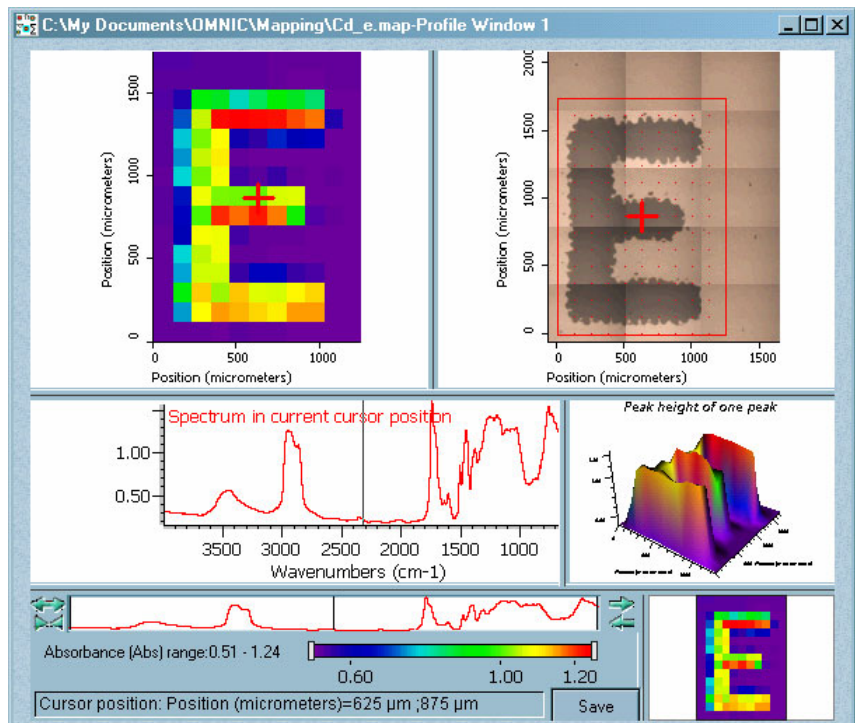 C:\My Documents\OMNIC\Mapping\Cd_e.map-Profile Window 1
1500
1000
500
0
Position (micrometers)
0 500 1000
Position (micrometers)
2000
1500
1000
500
0
Position (micrometers)
0 500 1000 1500
Position (micrometers)
Spectrum in current cursor position
1.00
0.50
3500 3000 2500 2000 1500 1000
Wavenumbers (cm-1)
Peak height of one peak
Absorbance (Abs) range:0.51 - 1.24
0.60 1.00 1.20
Cursor position: Position (micrometers)=625 µm ;875 µm
Save